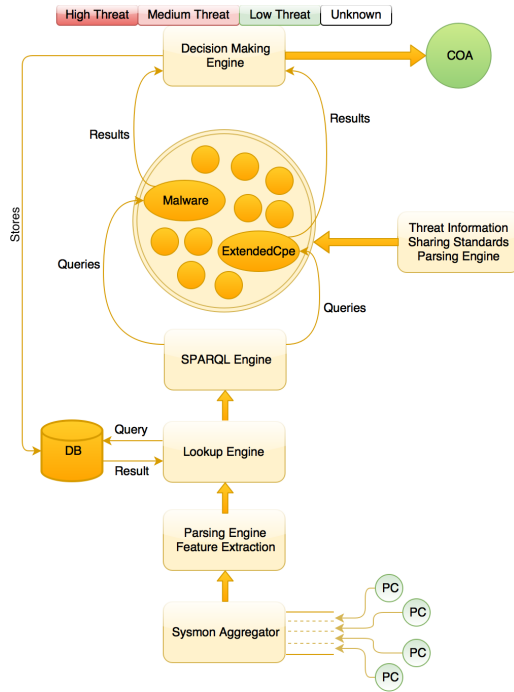 High Threat
Medium Threat
Low Threat
Unknown
Decision Making
Engine
COA
Results
Results
Malware
Stores
ExtendedCpe
Threat Information
Sharing Standards
Parsing Engine
Queries
Queries
SPARQL Engine
Query
DB
Lookup Engine
Result
Parsing Engine
Feature Extraction
PC
PC
Sysmon Aggregator
PC
PC